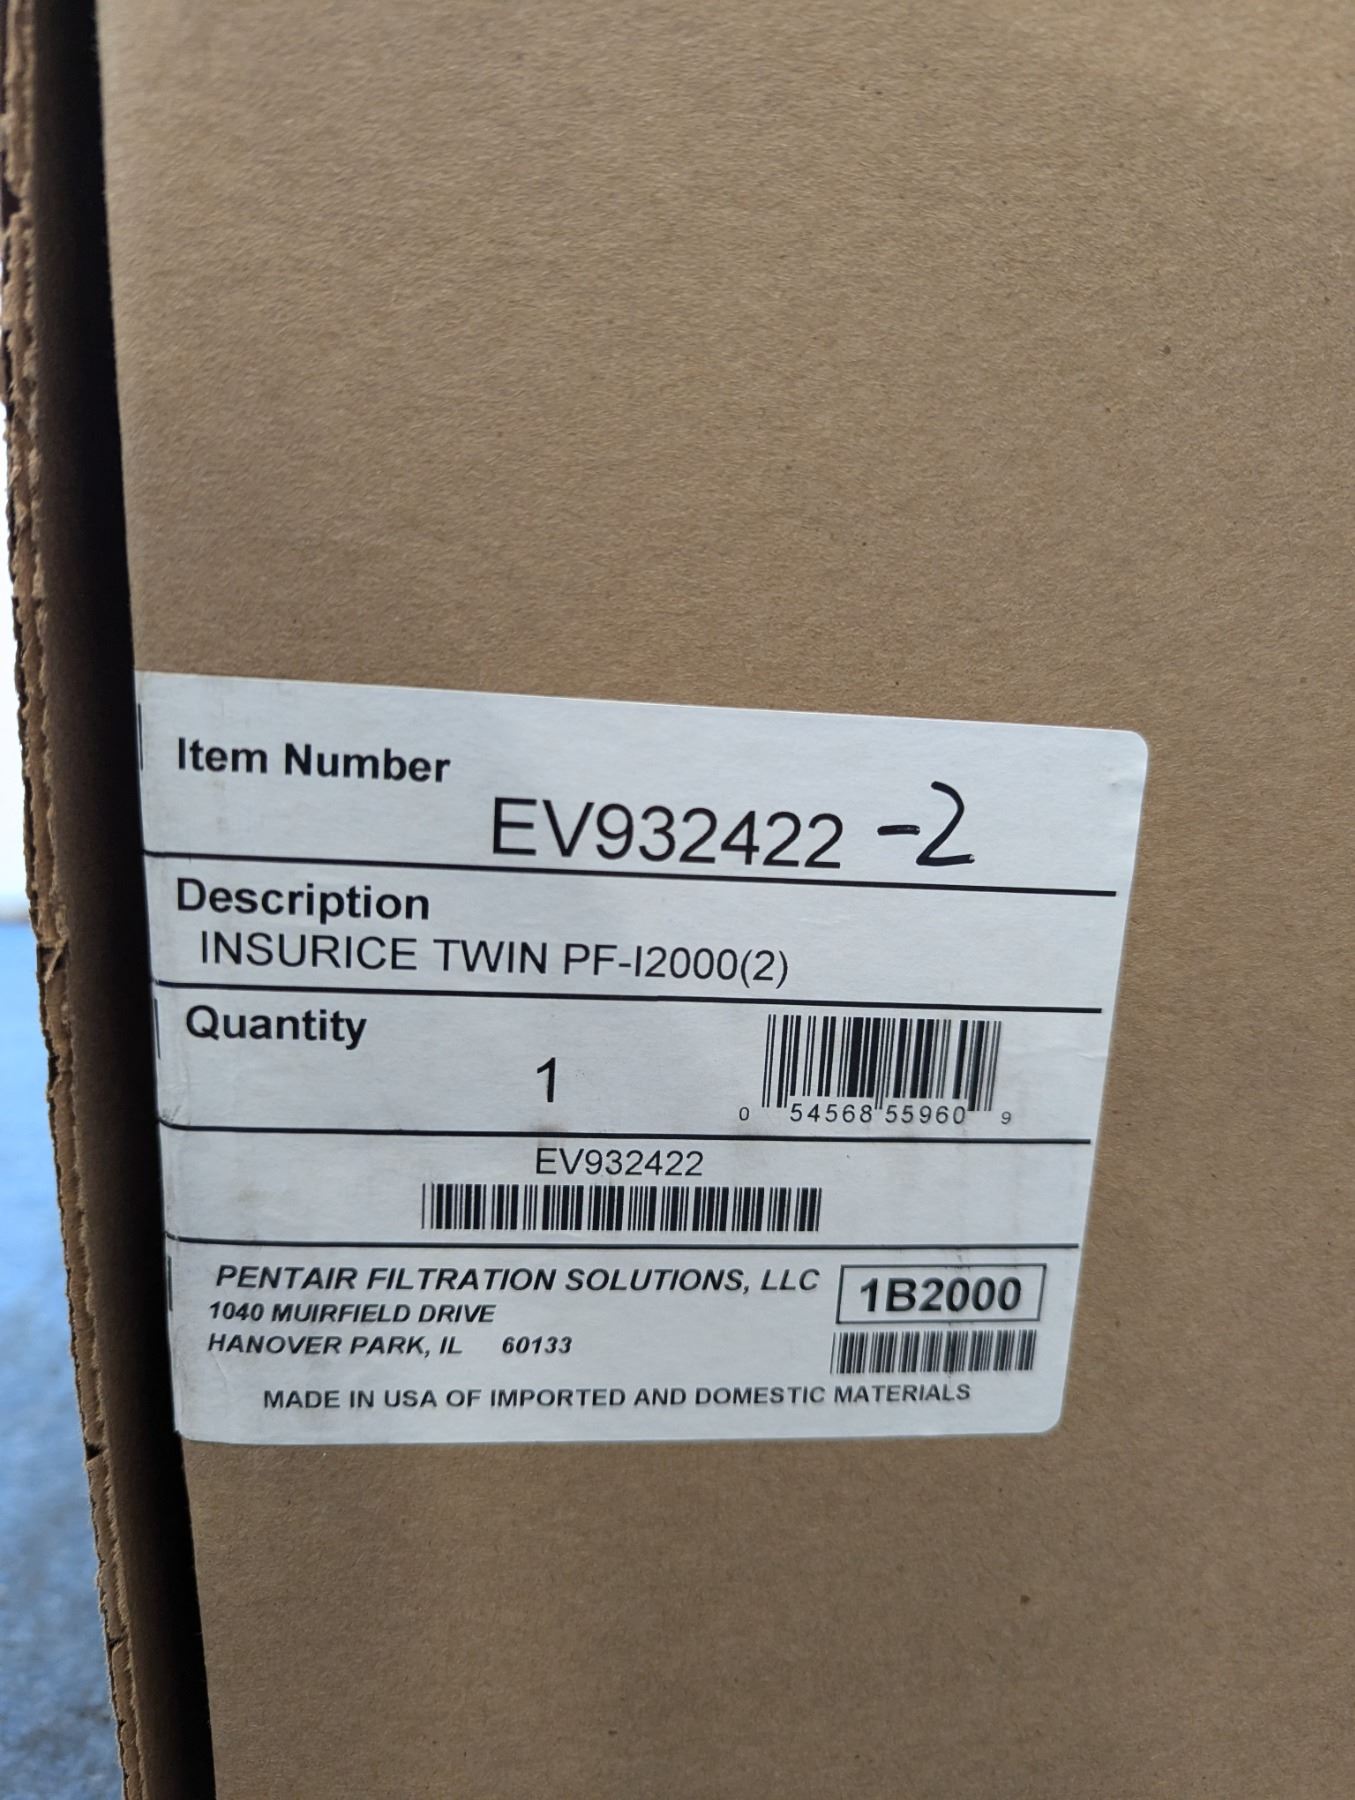 Item Number
EV932422 -2
Description
INSURICE TWIN PF-I2000(2)
Quantity
1
0 54568 55960 9
EV932422
PENTAIR FILTRATION SOLUTIONS, LLC
1B2000
1040 MUIRFIELD DRIVE
HANOVER PARK, IL 60133
MADE IN USA OF IMPORTED AND DOMESTIC MATERIALS